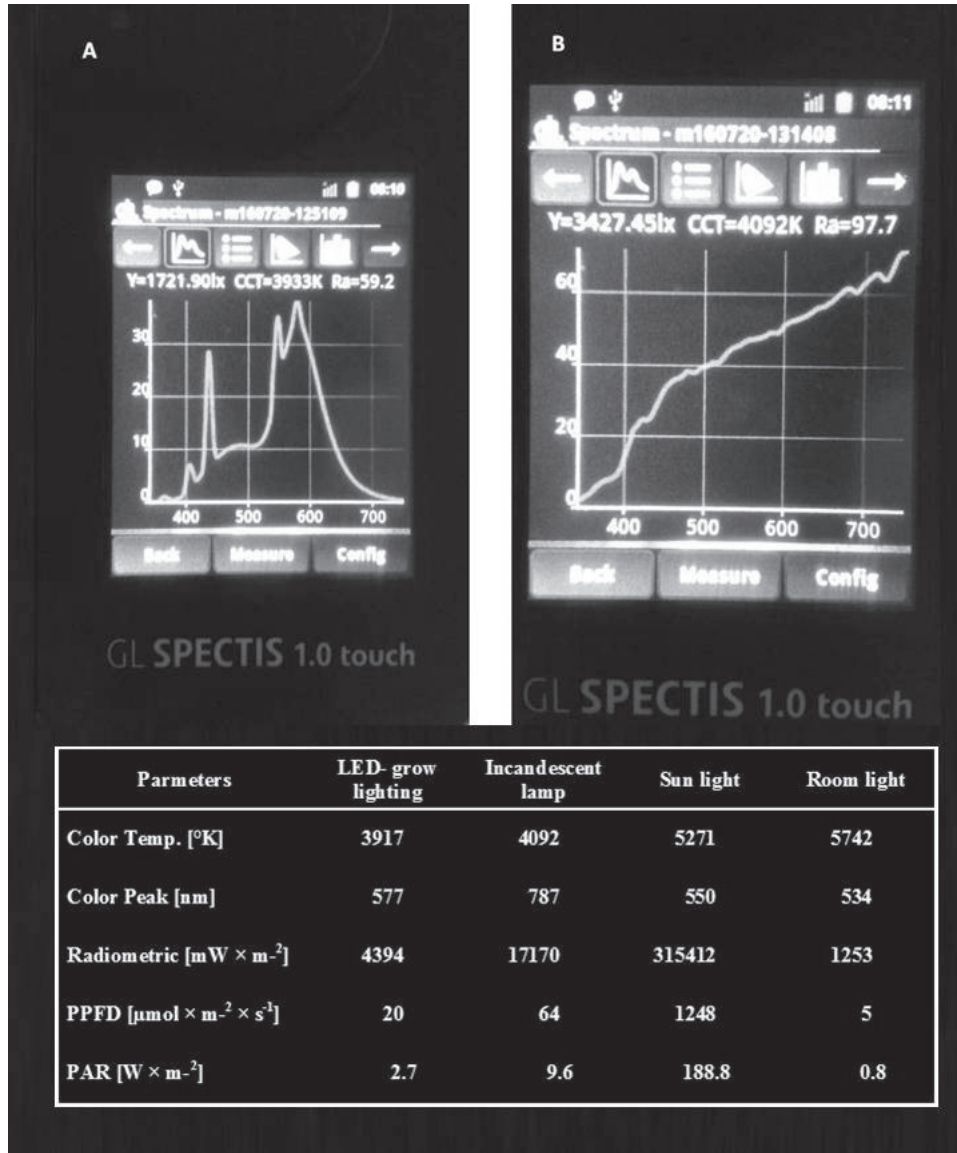 A
08:10
Spectrum - m160720-125109
Y=1721.90lx CCT=3933K Ra=59.2
30
20
10
0
400 500 600 700
Back Measure Config
GL SPECTIS 1.0 touch
B
08:11
Spectrum - m160720-131408
Y=3427.45lx CCT=4092K Ra=97.7
60
40
20
0
400 500 600 700
Back Measure Config
GL SPECTIS 1.0 touch
Parmeters LED- grow lighting Incandescent lamp Sun light Room light
Color Temp. [°K] 3917 4092 5271 5742
Color Peak [nm] 577 787 550 534
Radiometric [mW × m-²] 4394 17170 315412 1253
PPFD [µmol × m-² × s⁻¹] 20 64 1248 5
PAR [W × m-²] 2.7 9.6 188.8 0.8